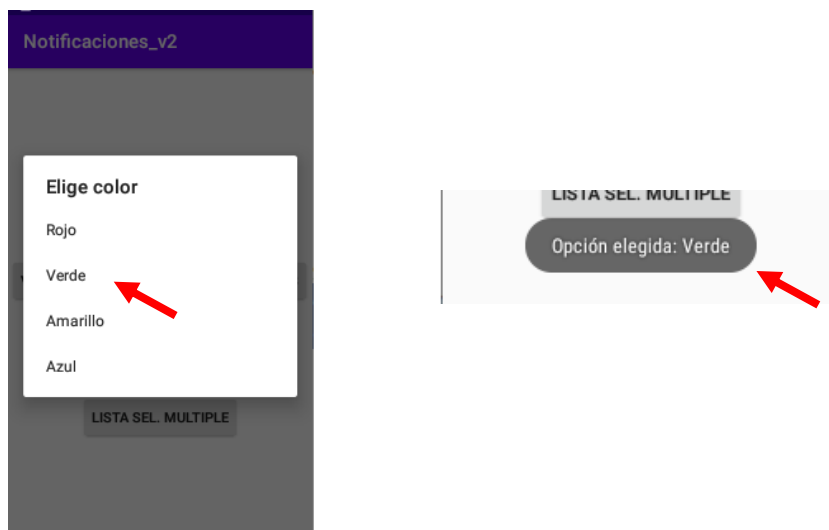 Notificaciones_v2
Elige color
Rojo
Verde
Amarillo
Azul
LISTA SEL. MULTIPLE
LISTA SEL. MULTIPLE
Opción elegida: Verde